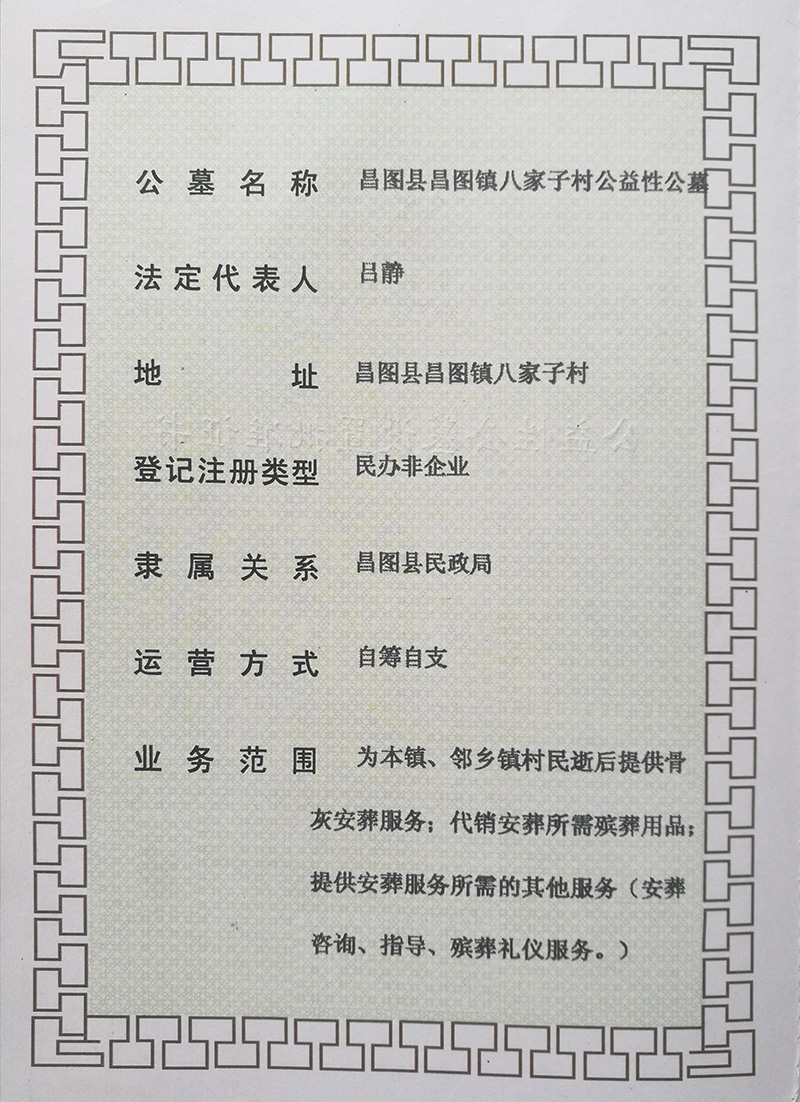 公墓名称 昌图县昌图镇八家子村公益性公墓
法定代表人 吕静
地址 昌图县昌图镇八家子村
登记注册类型 民办非企业
隶属关系 昌图县民政局
运营方式 自筹自支
业务范围 为本镇、邻乡镇村民逝后提供骨
灰安葬服务；代销安葬所需殡葬用品；
提供安葬服务所需的其他服务（安葬
咨询、指导、殡葬礼仪服务。）